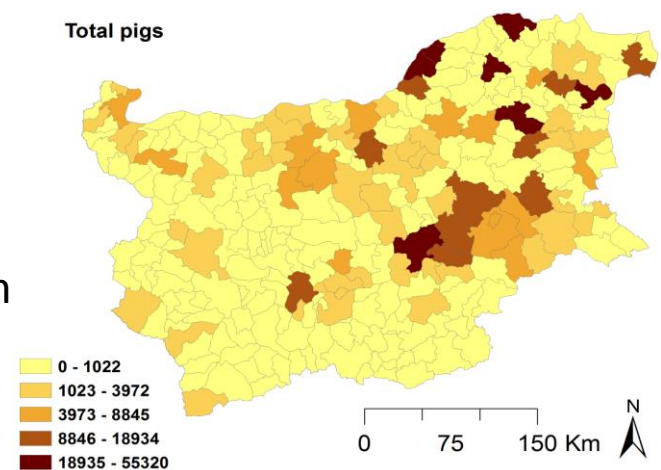 Total pigs
n
0 - 1022
1023 - 3972
3973 - 8845
8846 - 18934
18935 - 55320
0 75 150 Km
N